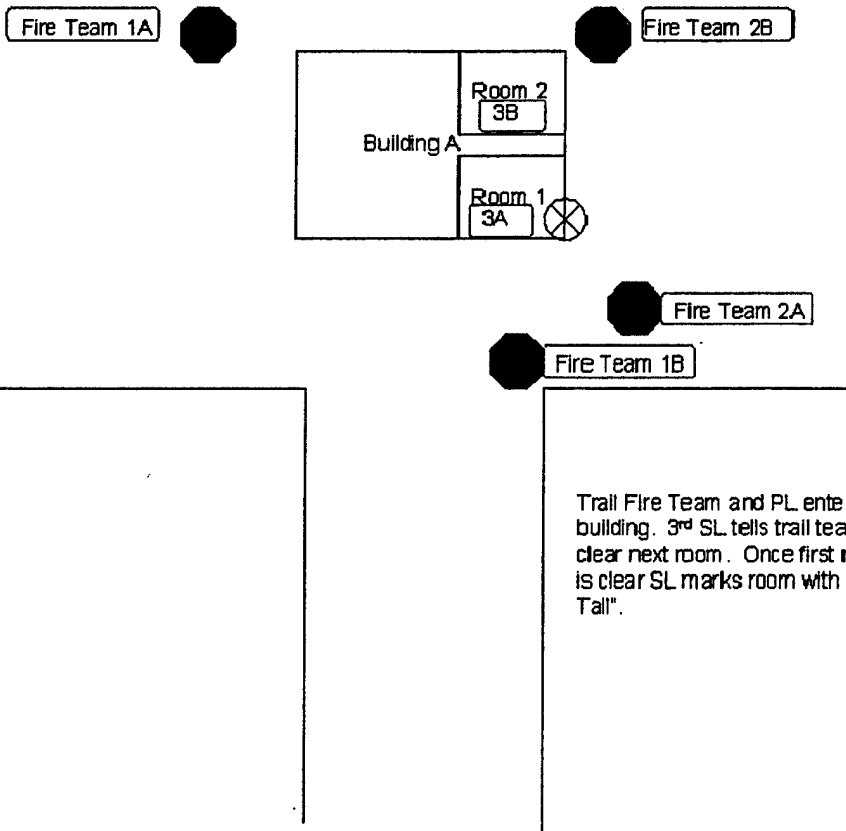 Fire Team 1A
Fire Team 2B
Room 2
3B
Building A
Room 1
3A
Fire Team 2A
Fire Team 1B
Trail Fire Team and PL ente
building. 3rd SL tells trail tea
clear next room. Once first
is clear SL marks room with
Tail".